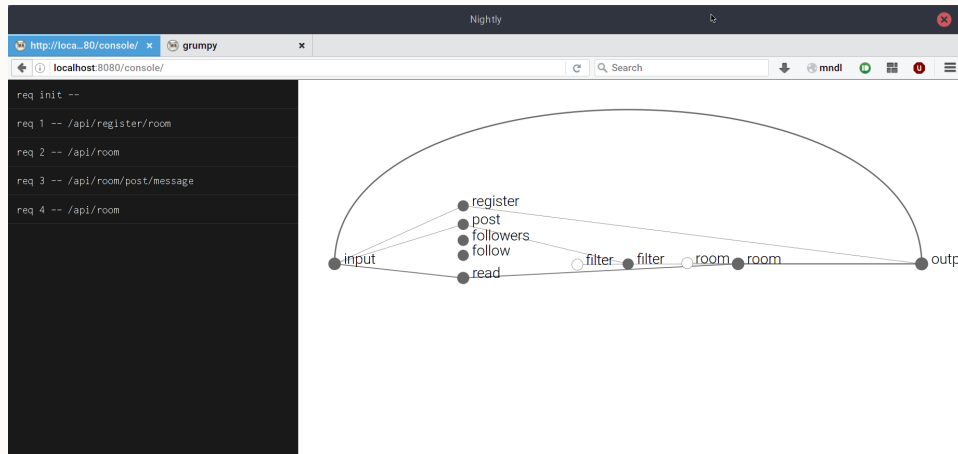 Nightly
http://loca...80/console/ × grumpy ×
localhost:8080/console/ Search mndl
req init --
req 1 -- /api/register/room
req 2 -- /api/room
req 3 -- /api/room/post/message
req 4 -- /api/room
register
post
followers
follow
input filter filter room room outp
read